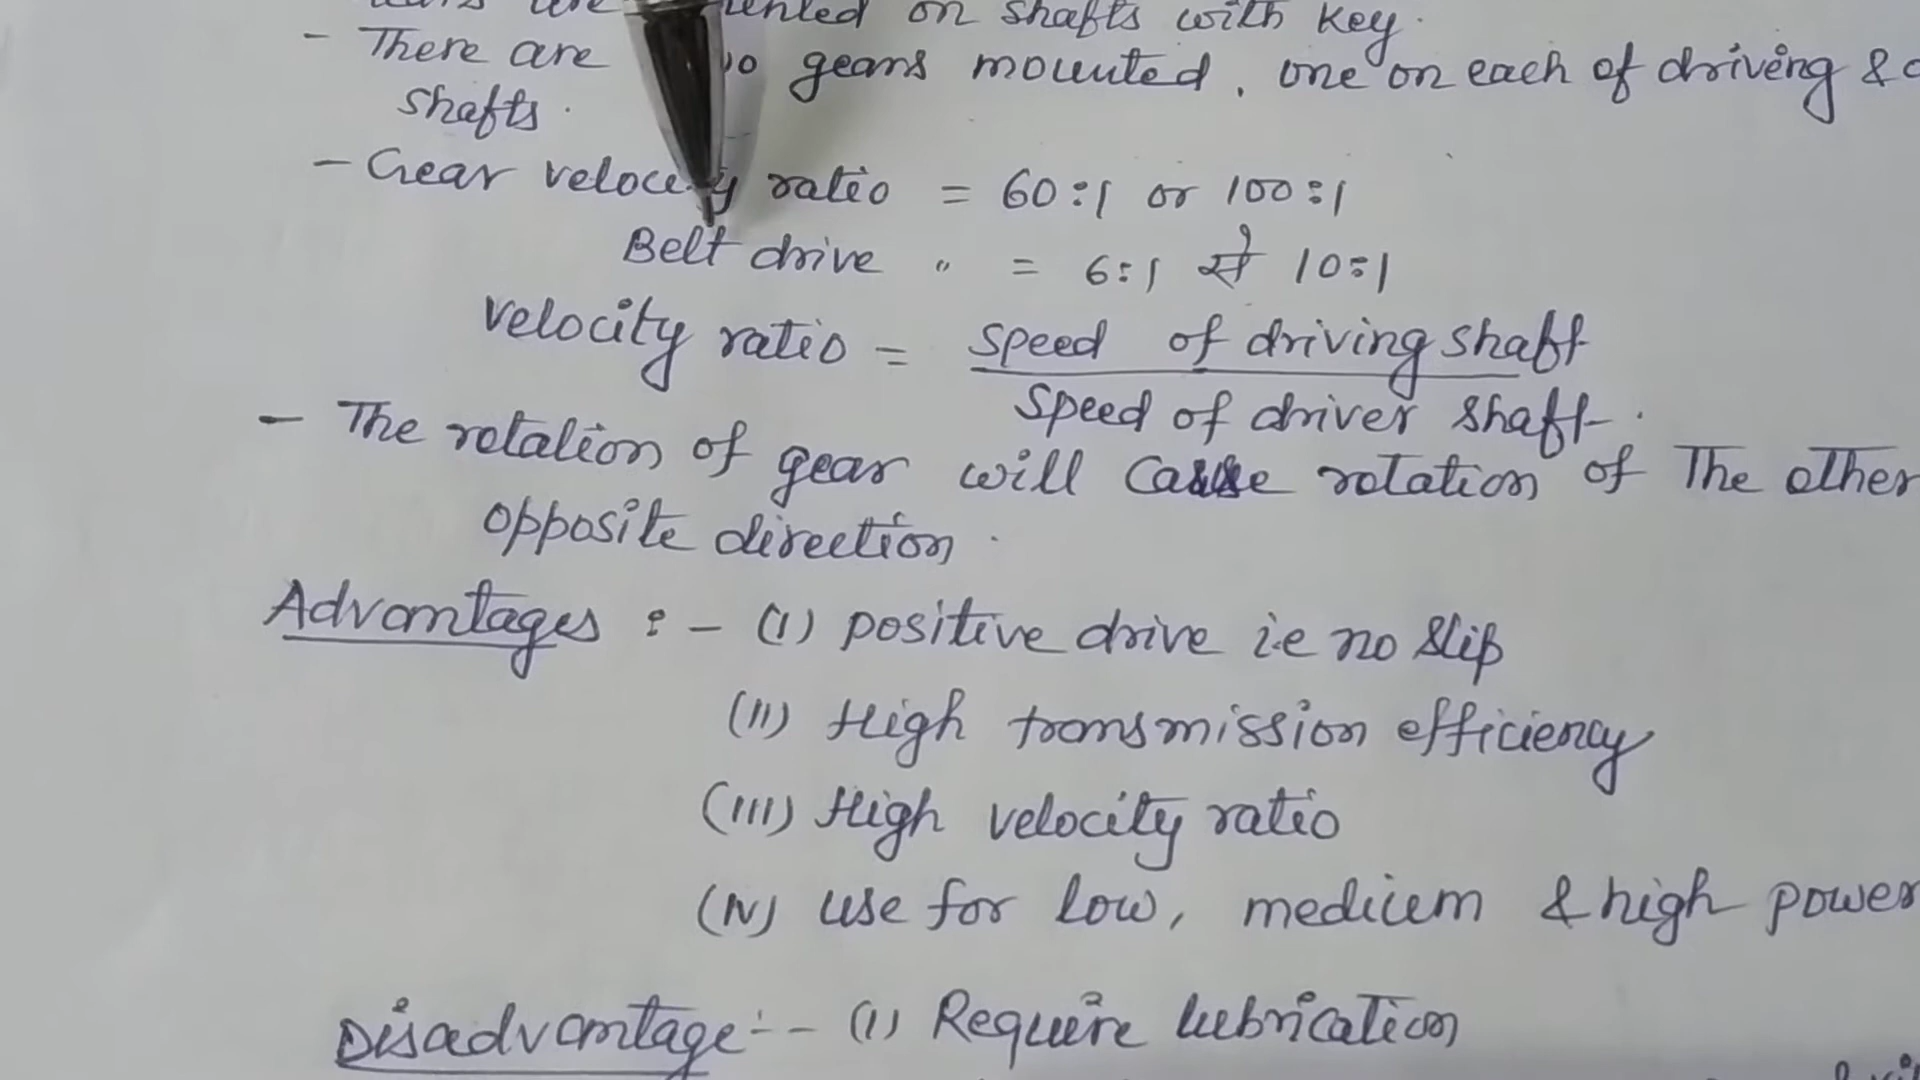 on shafts with key.
- There are gears mounted, one on each of driving &
shafts.
- Gear velocity ratio = 60:1 or 100:1
Belt drive " = 6:1 से 10:1
velocity ratio = speed of driving shaft
speed of driver shaft.
- The rotation of gear will cause rotation of The other
opposite direction.
Advantages :- (I) positive drive i.e no slip
(II) High transmission efficiency
(III) High velocity ratio
(IV) use for low, medium & high power
Disadvantage :- - (I) Require lubrication